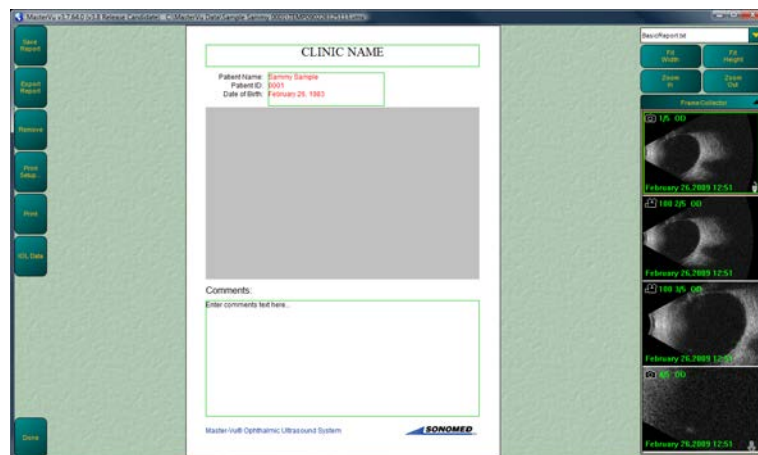 Save
Report
Export
Report
Remove
Print
Setup...
Print
IOL Data
Done
CLINIC NAME
Patient Name: Sammy Sample
Patient ID: 0001
Date of Birth: February 26, 1983
Comments:
Enter comments text here...
Master-Vu® Ophthalmic Ultrasound System
SONOMED
BasicReport.txt
Fit
Width
Fit
Height
Zoom
In
Zoom
Out
Frame Collector
1/5 OD
February 26,2009 12:51
100 2/5 OD
February 26,2009 12:51
100 3/5 OD
February 26,2009 12:51
4/5 OD
February 26,2009 12:51